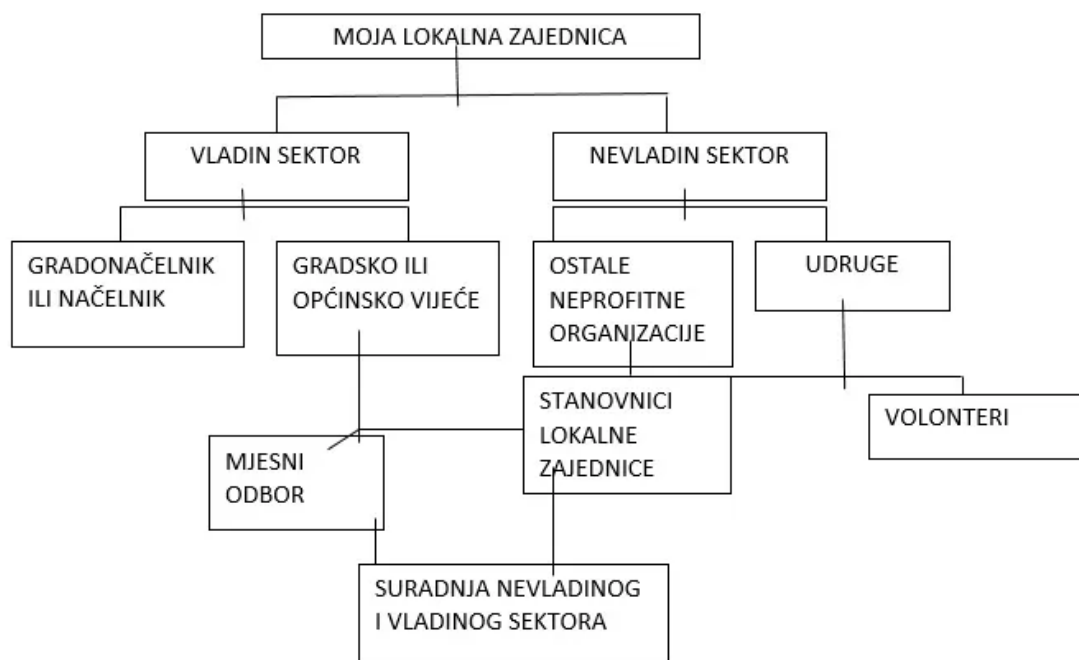 MOJA LOKALNA ZAJEDNICA
VLADIN SEKTOR
NEVLADIN SEKTOR
GRADONAČELNIK
ILI NAČELNIK
GRADSKO ILI
OPĆINSKO VIJEĆE
OSTALE
NEPROFITNE
ORGANIZACIJE
UDRUGE
STANOVNICI
LOKALNE
ZAJEDNICE
VOLONTERI
MJESNI
ODBOR
SURADNJA NEVLADINOG
I VLADINOG SEKTORA